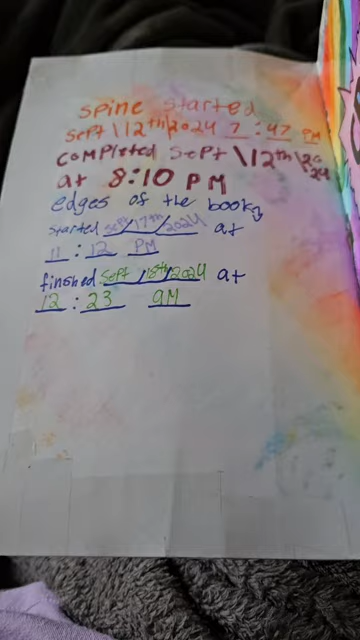 spine started
sept \12th\2024 7 : 47 PM
completed sept \12th\2024
at 8:10 PM
edges of the book
started sept/17th/2024 at
11 : 12 PM
finished sept/18th/2024 at
12 : 23 am